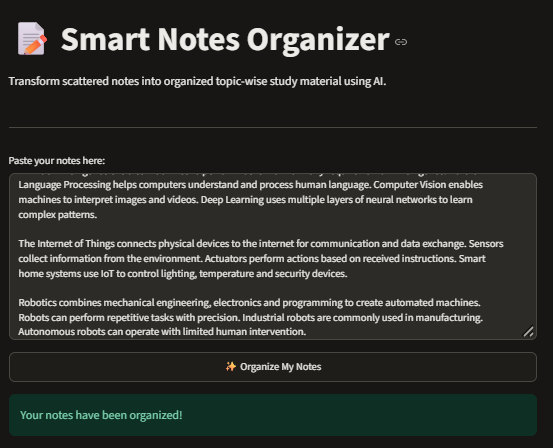 Smart Notes Organizer
Transform scattered notes into organized topic-wise study material using AI.
Paste your notes here:
Language Processing helps computers understand and process human language. Computer Vision enables
machines to interpret images and videos. Deep Learning uses multiple layers of neural networks to learn
complex patterns.
The Internet of Things connects physical devices to the internet for communication and data exchange. Sensors
collect information from the environment. Actuators perform actions based on received instructions. Smart
home systems use IoT to control lighting, temperature and security devices.
Robotics combines mechanical engineering, electronics and programming to create automated machines.
Robots can perform repetitive tasks with precision. Industrial robots are commonly used in manufacturing.
Autonomous robots can operate with limited human intervention.
✨ Organize My Notes
Your notes have been organized!